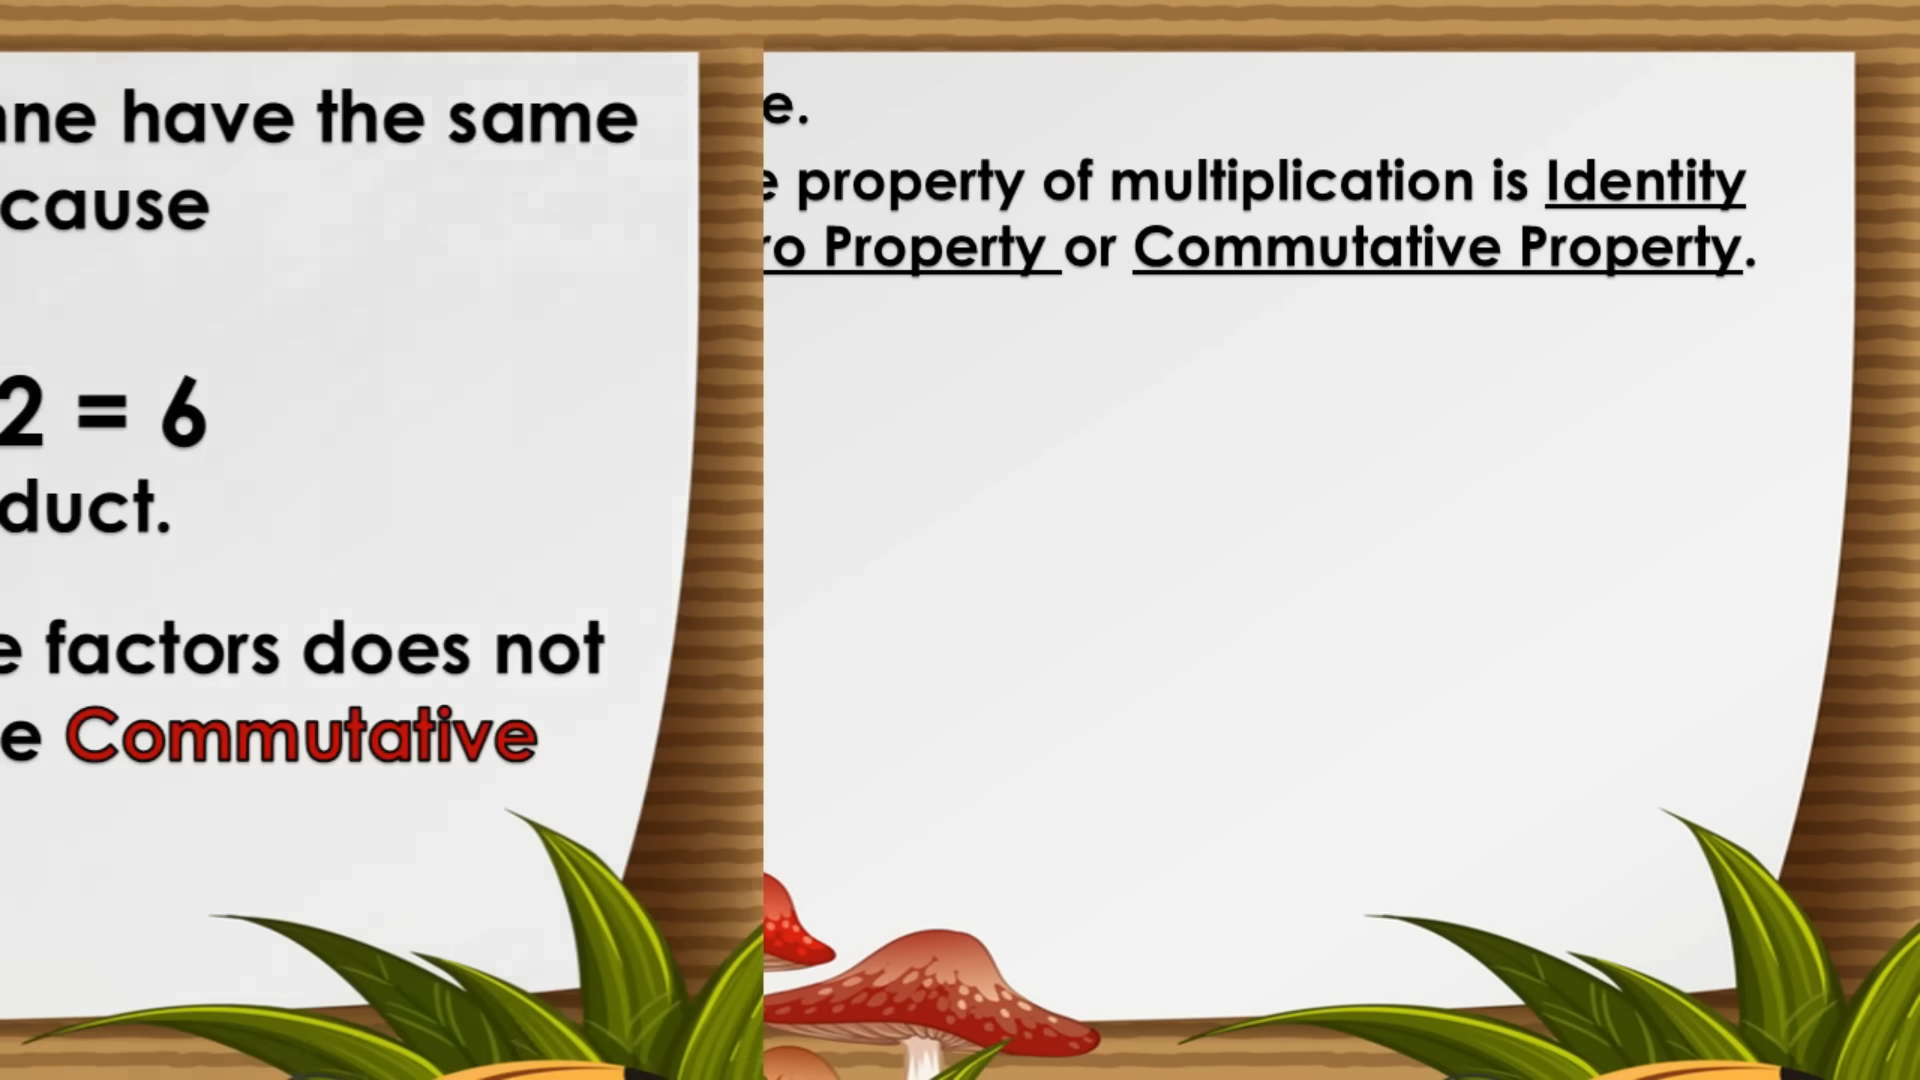 have the same
cause
2 = 6
duct.
factors does not
Commutative
e.
property of multiplication is Identity
ro Property or Commutative Property.